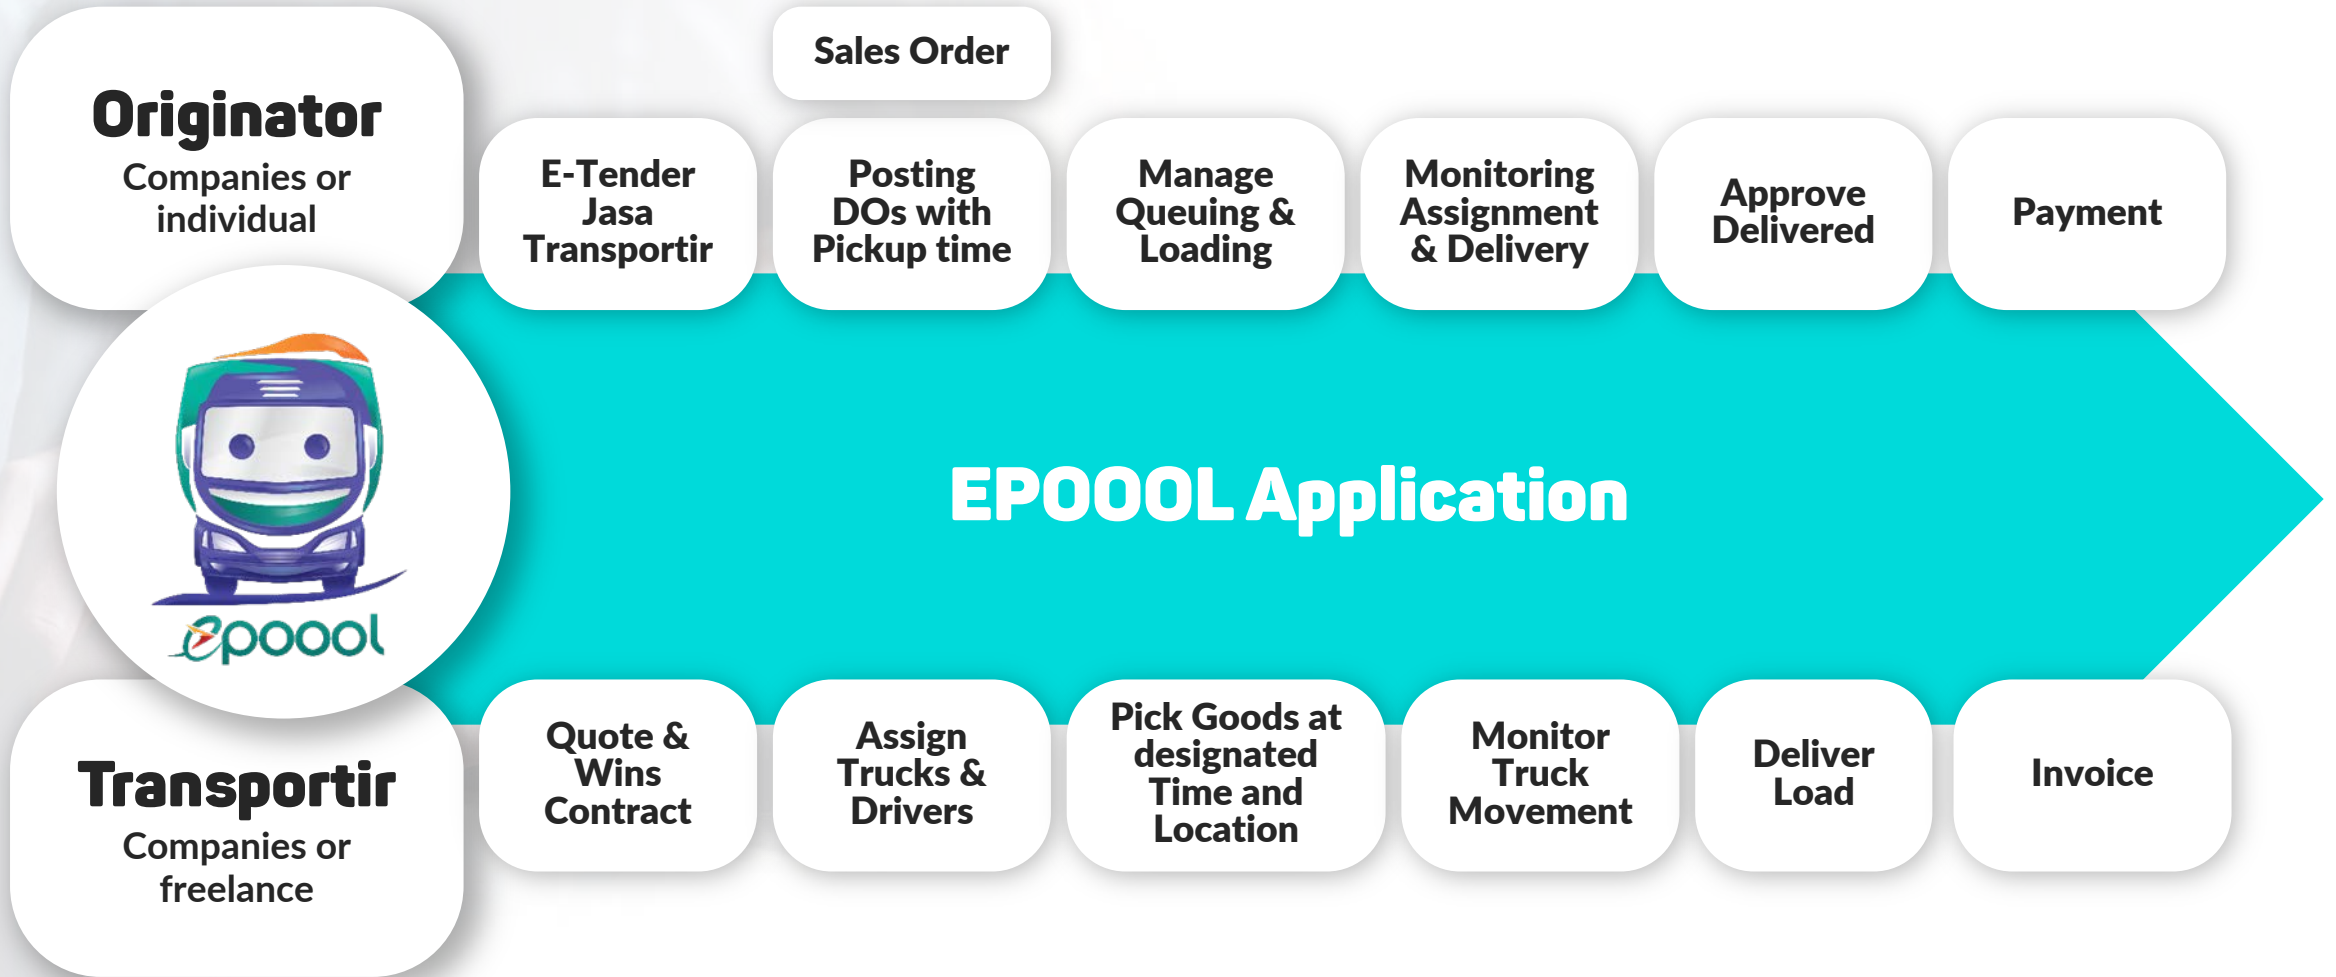 Sales Order
Originator
Companies or
individual
E-Tender
Jasa
Transportir
Posting
DOs with
Pickup time
Manage
Queuing &
Loading
Monitoring
Assignment
& Delivery
Approve
Delivered
Payment
EPOOOL Application
epoool
Transportir
Companies or
freelance
Quote &
Wins
Contract
Assign
Trucks &
Drivers
Pick Goods at
designated
Time and
Location
Monitor
Truck
Movement
Deliver
Load
Invoice